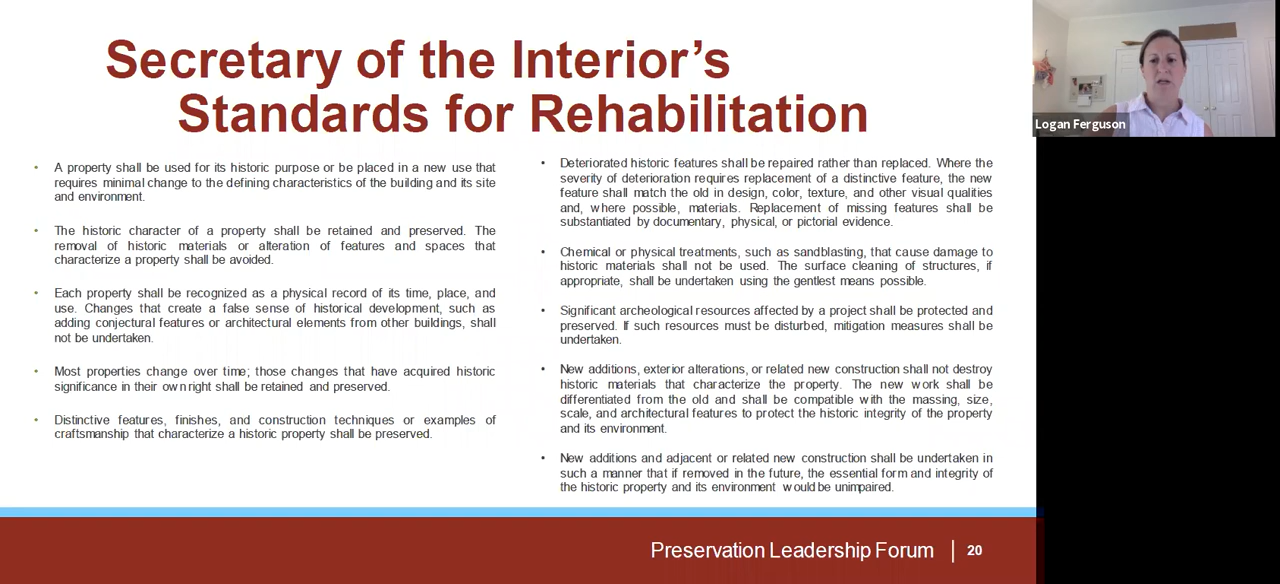 Secretary of the Interior's
Standards for Rehabilitation
• A property shall be used for its historic purpose or be placed in a new use that
requires minimal change to the defining characteristics of the building and its site
and environment.
• The historic character of a property shall be retained and preserved. The
removal of historic materials or alteration of features and spaces that
characterize a property shall be avoided.
• Each property shall be recognized as a physical record of its time, place, and
use. Changes that create a false sense of historical development, such as
adding conjectural features or architectural elements from other buildings, shall
not be undertaken.
• Most properties change over time; those changes that have acquired historic
significance in their own right shall be retained and preserved.
• Distinctive features, finishes, and construction techniques or examples of
craftsmanship that characterize a historic property shall be preserved.
• Deteriorated historic features shall be repaired rather than replaced. Where the
severity of deterioration requires replacement of a distinctive feature, the new
feature shall match the old in design, color, texture, and other visual qualities
and, where possible, materials. Replacement of missing features shall be
substantiated by documentary, physical, or pictorial evidence.
• Chemical or physical treatments, such as sandblasting, that cause damage to
historic materials shall not be used. The surface cleaning of structures, if
appropriate, shall be undertaken using the gentlest means possible.
• Significant archeological resources affected by a project shall be protected and
preserved. If such resources must be disturbed, mitigation measures shall be
undertaken.
• New additions, exterior alterations, or related new construction shall not destroy
historic materials that characterize the property. The new work shall be
differentiated from the old and shall be compatible with the massing, size,
scale, and architectural features to protect the historic integrity of the property
and its environment.
• New additions and adjacent or related new construction shall be undertaken in
such a manner that if removed in the future, the essential form and integrity of
the historic property and its environment would be unimpaired.
Preservation Leadership Forum | 20
Logan Ferguson